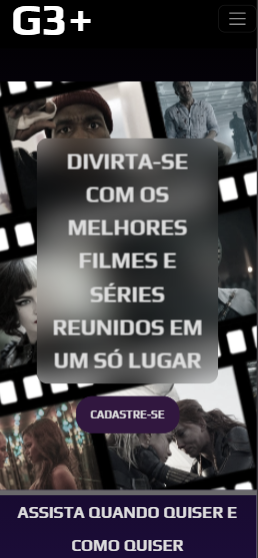 G3+
DIVIRTA-SE
COM OS
MELHORES
FILMES E
SÉRIES
REUNIDOS EM
UM SÓ LUGAR
CADASTRE-SE
ASSISTA QUANDO QUISER E
COMO QUISER